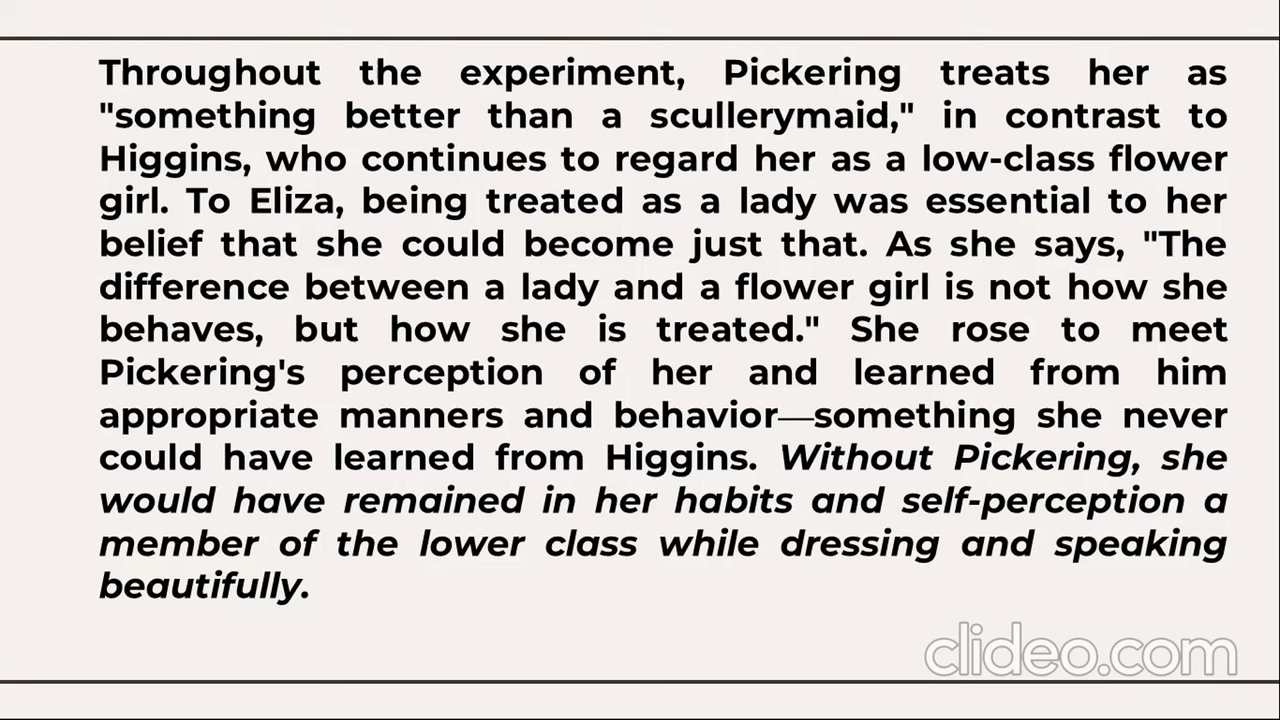 Throughout the experiment, Pickering treats her as
"something better than a scullerymaid," in contrast to
Higgins, who continues to regard her as a low-class flower
girl. To Eliza, being treated as a lady was essential to her
belief that she could become just that. As she says, "The
difference between a lady and a flower girl is not how she
behaves, but how she is treated." She rose to meet
Pickering's perception of her and learned from him
appropriate manners and behavior—something she never
could have learned from Higgins. Without Pickering, she
would have remained in her habits and self-perception a
member of the lower class while dressing and speaking
beautifully.
clideo.com